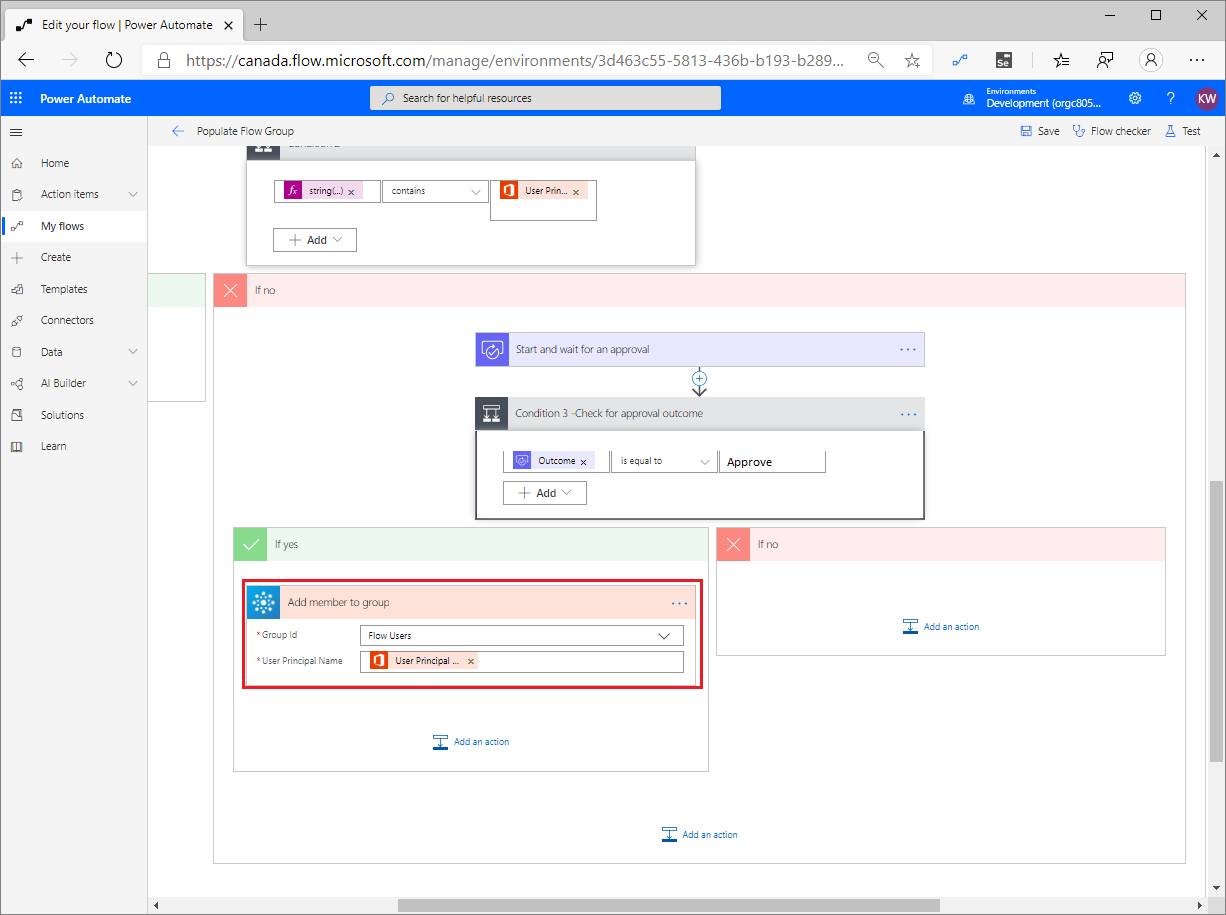 Edit your flow | Power Automate
https://canada.flow.microsoft.com/manage/environments/3d463c55-5813-436b-b193-b289...
Se
Power Automate
Search for helpful resources
Environments
Development (orgc805...
?
KW
Populate Flow Group
Save
Flow checker
Test
Home
Action items
My flows
Create
Templates
Connectors
Data
AI Builder
Solutions
Learn
fx string(...) x
contains
User Prin... x
Add
If no
Start and wait for an approval
Condition 3 -Check for approval outcome
Outcome x
is equal to
Approve
Add
If yes
If no
Add member to group
* Group Id
Flow Users
* User Principal Name
User Principal ... x
Add an action
Add an action
Add an action